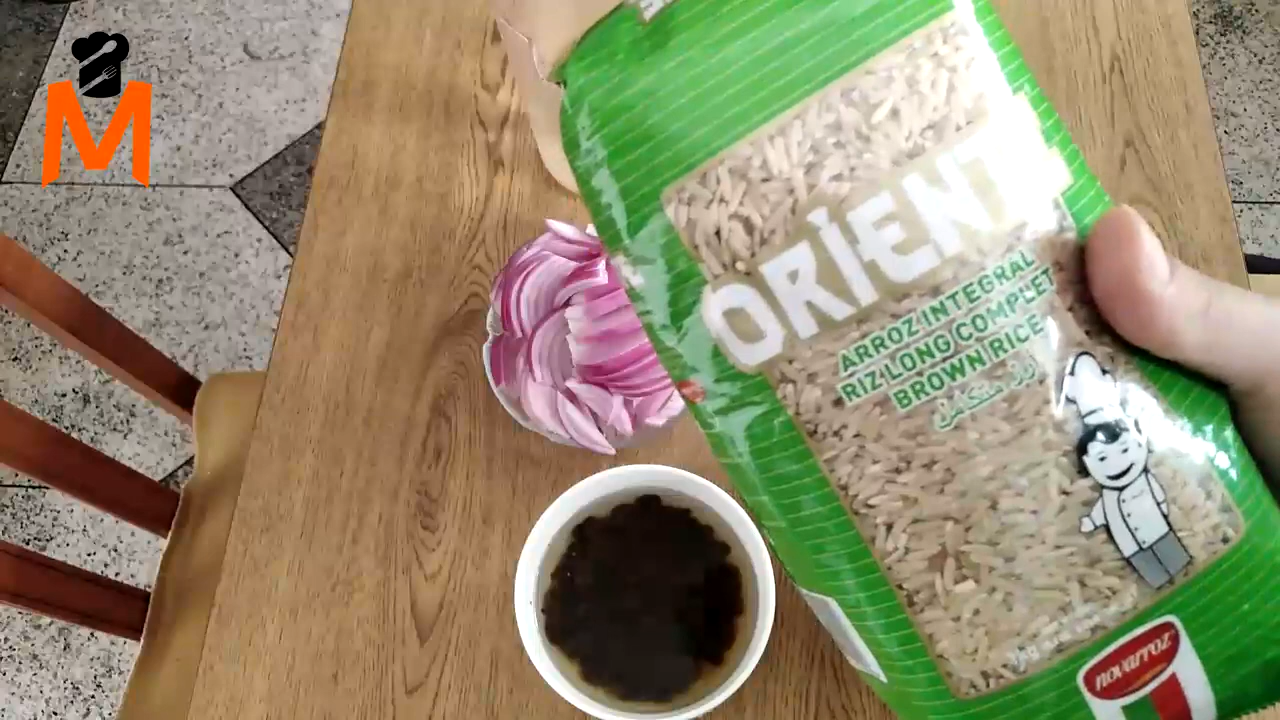 M
ORIENT
ARROZ INTEGRAL
RIZ LONG COMPLET
BROWN RICE
novarroz